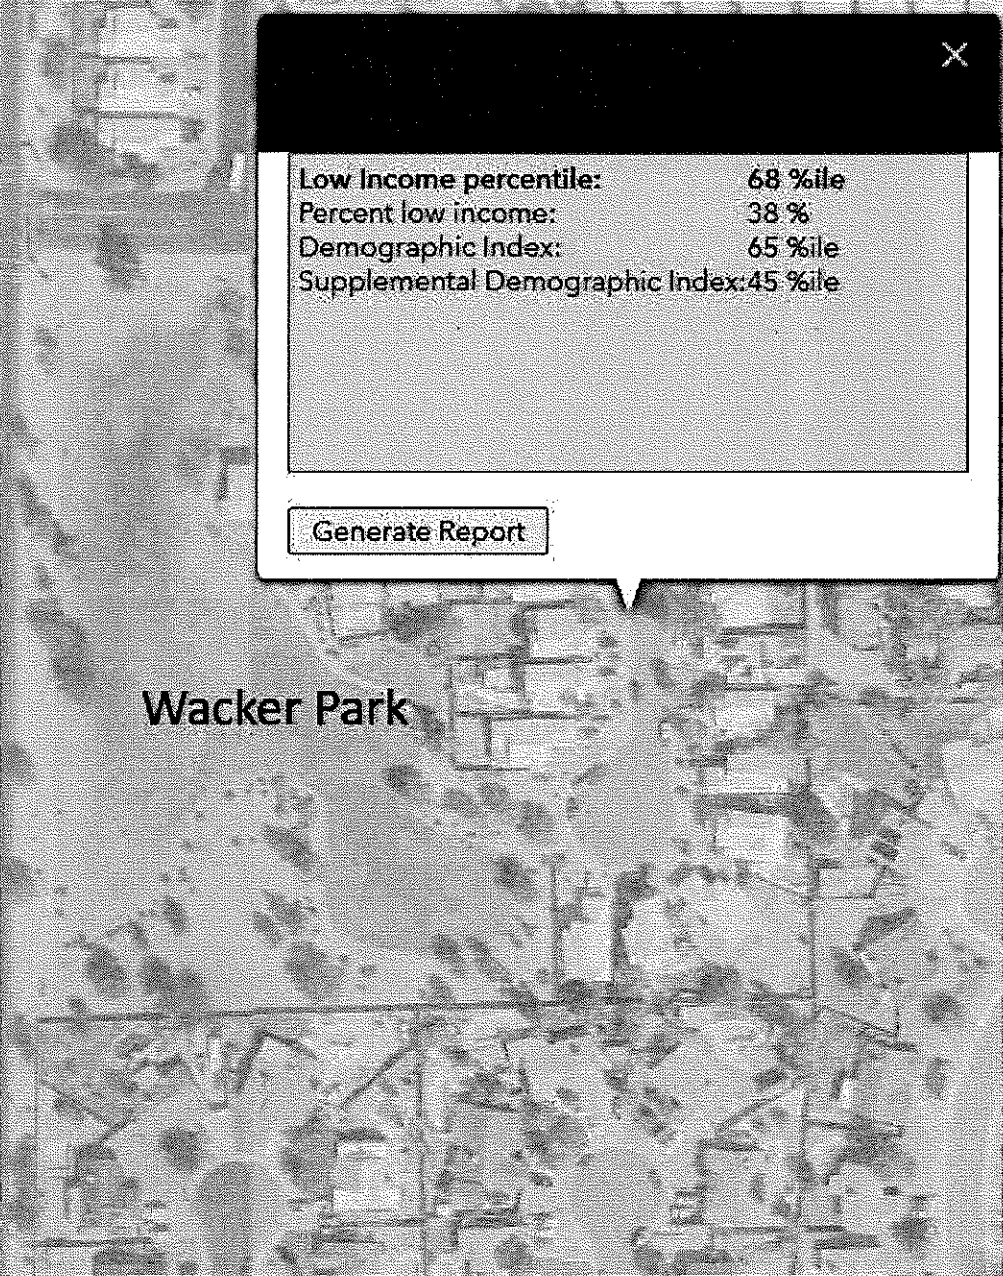 Low Income percentile: 68 %ile
Percent low income: 38 %
Demographic Index: 65 %ile
Supplemental Demographic Index:45 %ile
Generate Report
Wacker Park